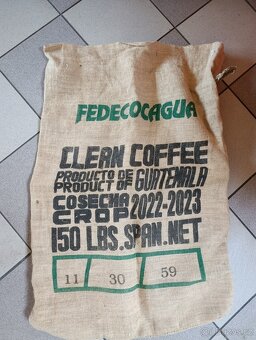 FEDECOCAGUA
CLEAN COFFEE
PRODUCTO DE
PRODUCT OF GUATEMALA
COSECHA
CROP 2022-2023
150 LBS.SPAN.NET
11 30 59